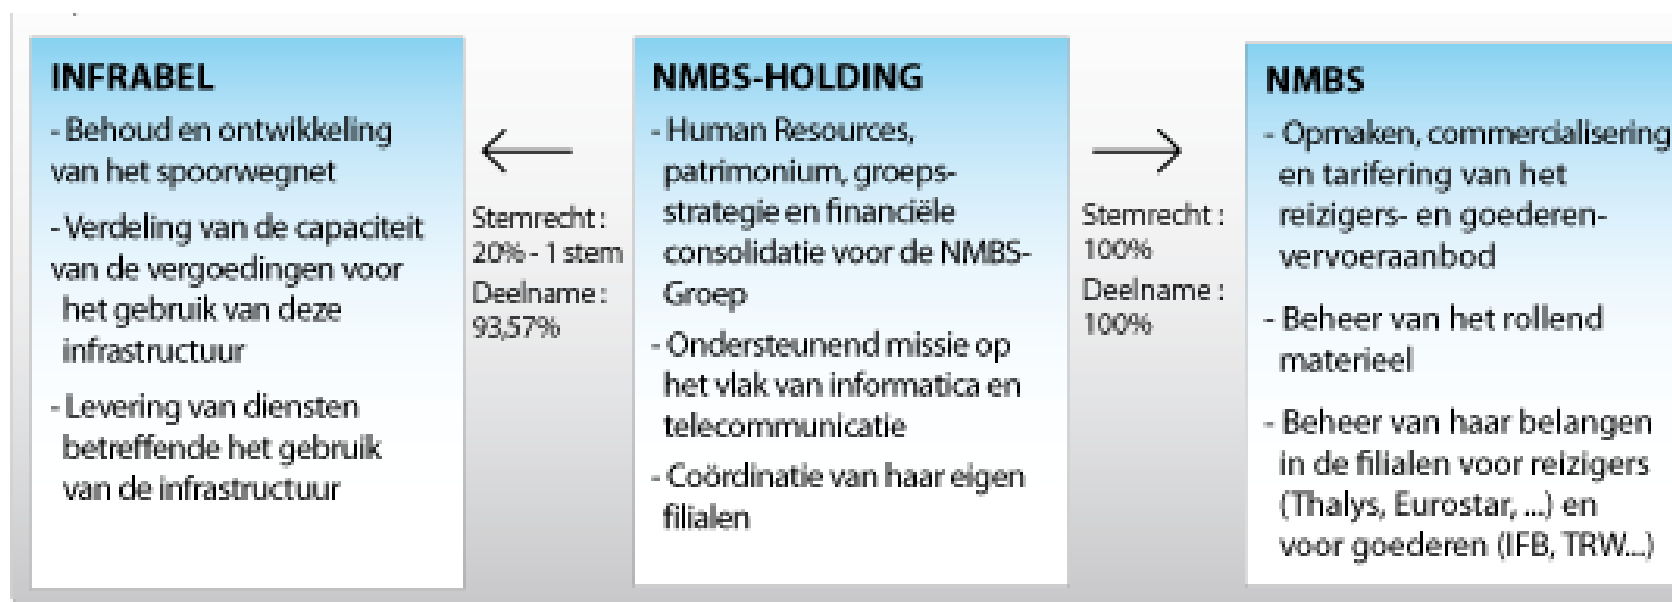 INFRABEL
- Behoud en ontwikkeling
van het spoorwegnet
- Verdeling van de capaciteit
van de vergoedingen voor
het gebruik van deze
infrastructuur
- Levering van diensten
betreffende het gebruik
van de infrastructuur
Stemrecht :
20% - 1 stem
Deelname :
93,57%
NMBS-HOLDING
- Human Resources,
patrimonium, groeps-
strategie en financiële
consolidatie voor de NMBS-
Groep
- Ondersteunend missie op
het vlak van informatica en
telecommunicatie
- Coördinatie van haar eigen
filialen
Stemrecht :
100%
Deelname :
100%
NMBS
- Opmaken, commercialisering
en tarifering van het
reizigers- en goederen-
vervoeraanbod
- Beheer van het rollend
materieel
- Beheer van haar belangen
in de filialen voor reizigers
(Thalys, Eurostar, ...) en
voor goederen (IFB, TRW...)